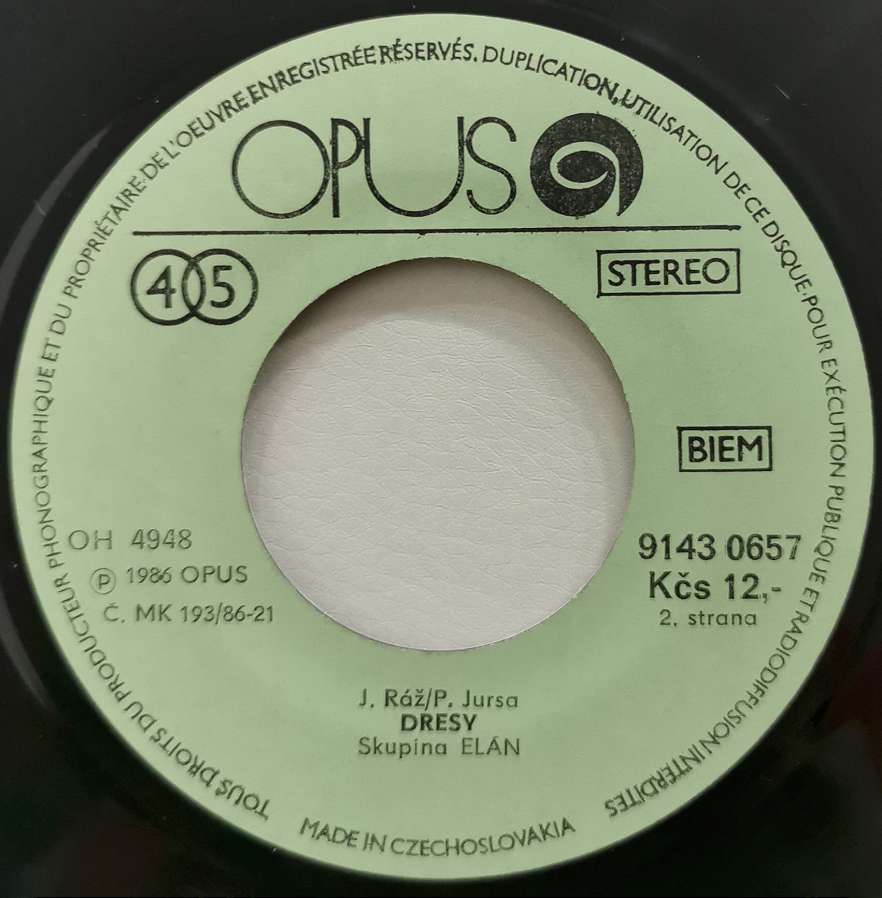 TOUS DROITS DU PRODUCTEUR PHONOGRAPHIQUE ET DU PROPRIÉTAIRE DE L'OEUVRE ENREGISTRÉE RÉSERVÉS. DUPLICATION, UTILISATION DE CE DISQUE POUR EXÉCUTION PUBLIQUE ET RADIODIFFUSION INTERDITES
OPUS
45
STEREO
BIEM
OH 4948
℗ 1986 OPUS
Č. MK 193/86-21
9143 0657
Kčs 12,-
2. strana
J. Ráž/P. Jursa
DRESY
Skupina ELÁN
MADE IN CZECHOSLOVAKIA